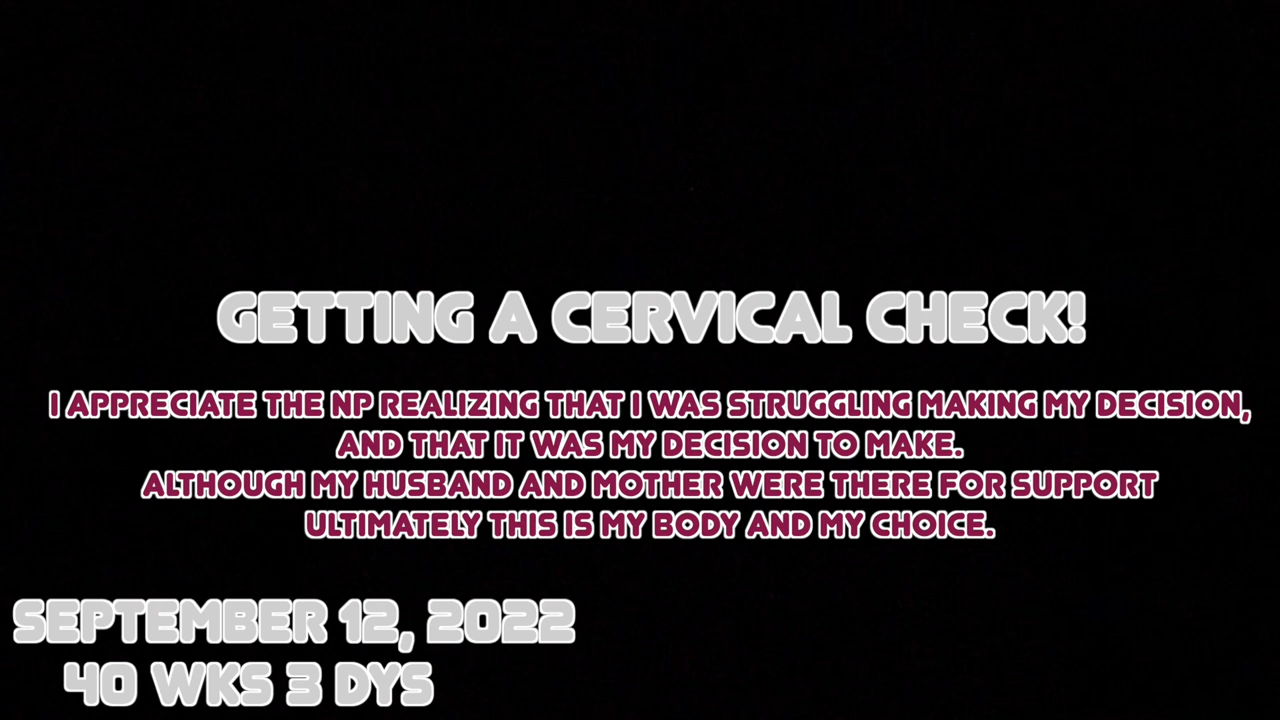 GETTING A CERVICAL CHECK!
I APPRECIATE THE NP REALIZING THAT I WAS STRUGGLING MAKING MY DECISION,
AND THAT IT WAS MY DECISION TO MAKE.
ALTHOUGH MY HUSBAND AND MOTHER WERE THERE FOR SUPPORT
ULTIMATELY THIS IS MY BODY AND MY CHOICE.
SEPTEMBER 12, 2022
40 WKS 3 DYS